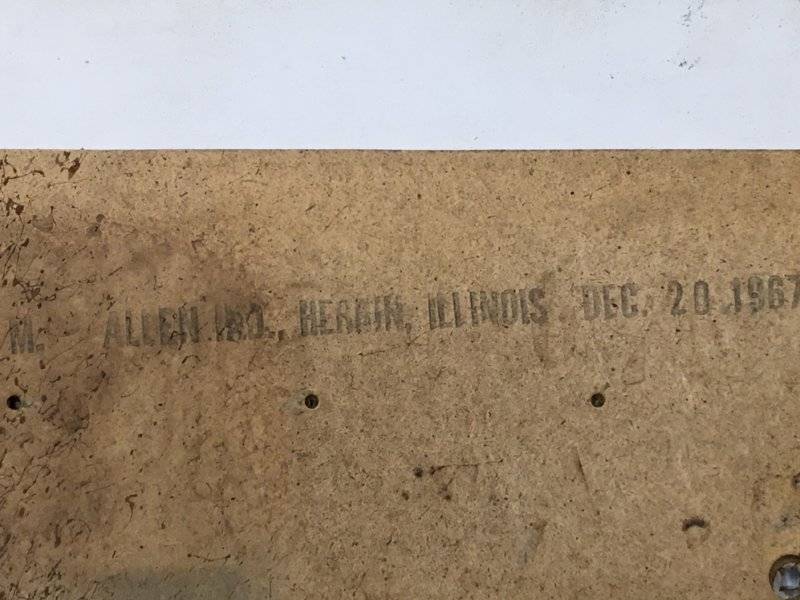 M. ALLEN IND., HERRIN, ILLINOIS DEC. 20.1967